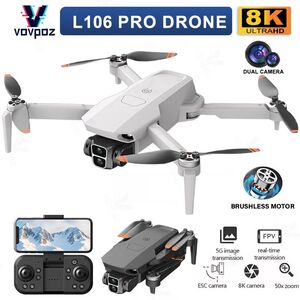 VOVPOZ
L106 PRO DRONE
8K
ULTRAHD
DUAL CAMERA
BRUSHLESS MOTOR
5G image
transmission
FPV
real-time
transmission
ESC camera
8K camera
50x zoom